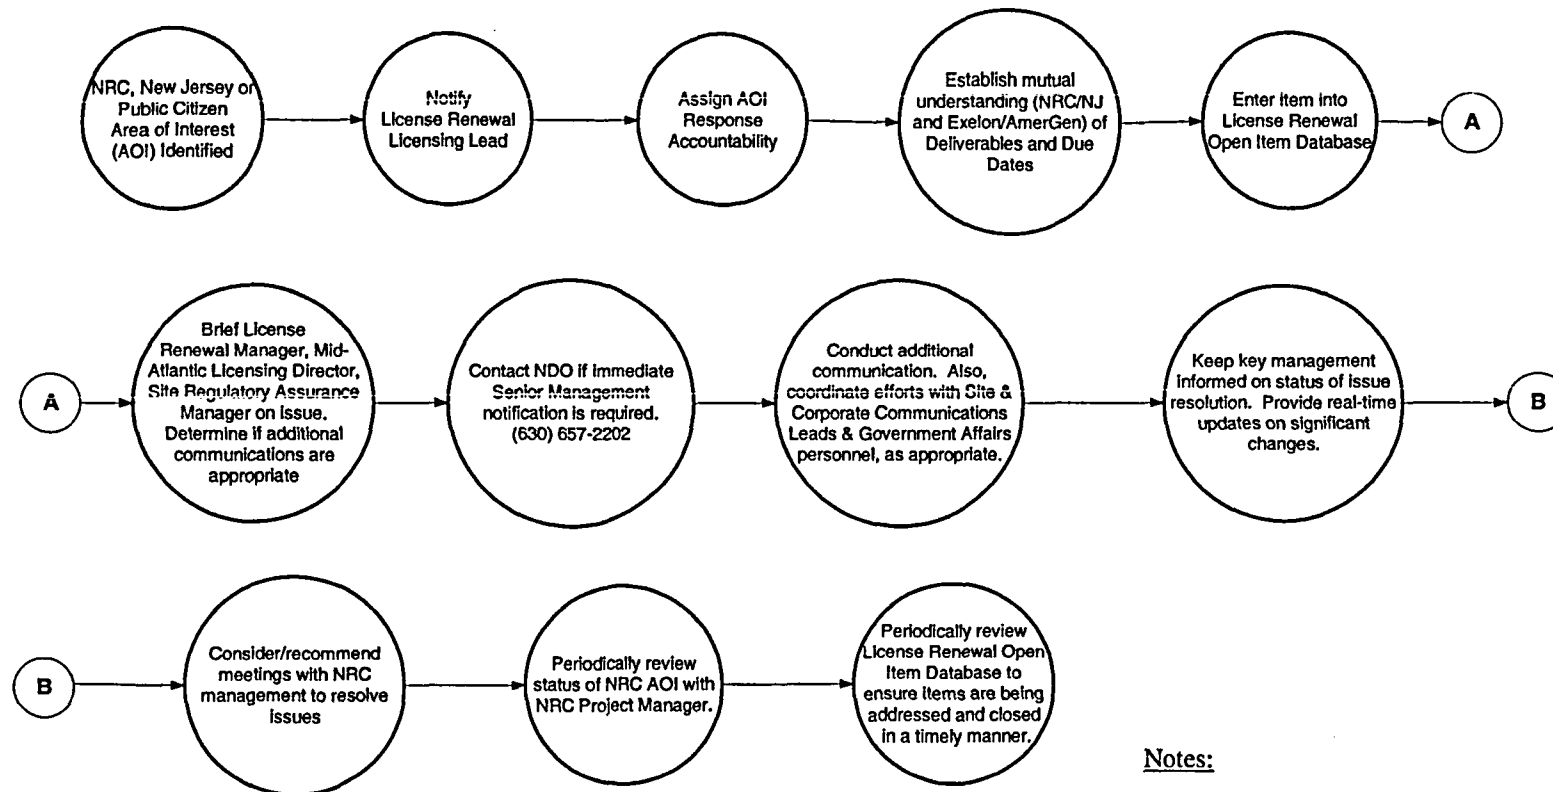 NRC, New Jersey or
Public Citizen
Area of Interest
(AOI) Identified
Notify
License Renewal
Licensing Lead
Assign AOI
Response
Accountability
Establish mutual
understanding (NRC/NJ
and Exelon/AmerGen) of
Deliverables and Due
Dates
Enter item into
License Renewal
Open Item Database
A
A
Brief License
Renewal Manager, Mid-
Atlantic Licensing Director,
Site Regulatory Assurance
Manager on Issue.
Determine if additional
communications are
appropriate
Contact NDO if immediate
Senior Management
notification is required.
(630) 657-2202
Conduct additional
communication. Also,
coordinate efforts with Site &
Corporate Communications
Leads & Government Affairs
personnel, as appropriate.
Keep key management
informed on status of issue
resolution. Provide real-time
updates on significant
changes.
B
B
Consider/recommend
meetings with NRC
management to resolve
issues
Periodically review
status of NRC AOI with
NRC Project Manager.
Periodically review
License Renewal Open
Item Database to
ensure items are being
addressed and closed
in a timely manner.
Notes: